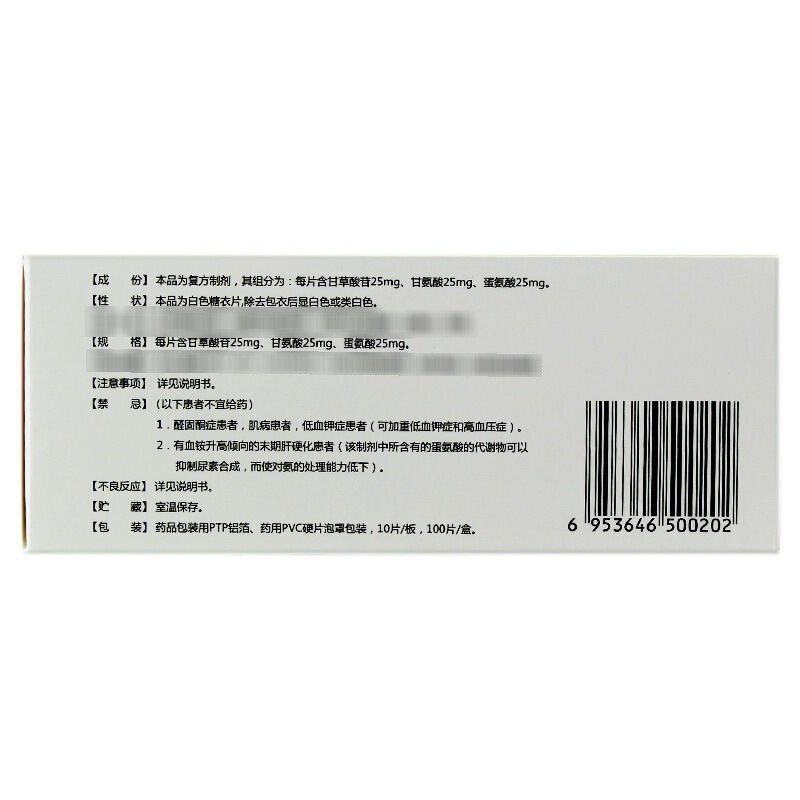 【成　份】本品为复方制剂，其组分为：每片含甘草酸苷25mg、甘氨酸25mg、蛋氨酸25mg。
【性　状】本品为白色糖衣片,除去包衣后显白色或类白色。
【规　格】每片含甘草酸苷25mg、甘氨酸25mg、蛋氨酸25mg。
【注意事项】 详见说明书。
【禁　忌】(以下患者不宜给药)
1．醛固酮症患者，肌病患者，低血钾症患者（可加重低血钾症和高血压症）。
2．有血铵升高倾向的末期肝硬化患者（该制剂中所含有的蛋氨酸的代谢物可以
抑制尿素合成，而使对氨的处理能力低下）。
【不良反应】详见说明书。
【贮　藏】室温保存。
【包　装】药品包装用PTP铝箔、药用PVC硬片泡罩包装，10片/板，100片/盒。
6 953646 500202